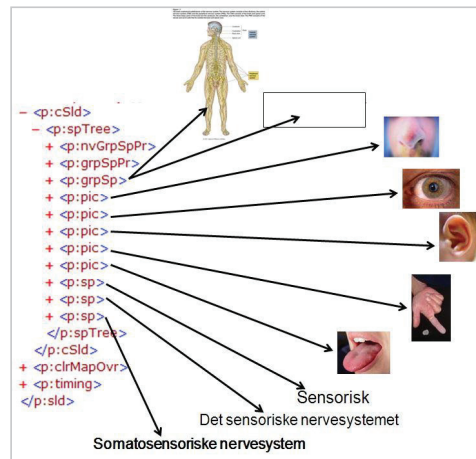 − <p:cSld>
− <p:spTree>
+ <p:nvGrpSpPr>
+ <p:grpSpPr>
+ <p:grpSp>
+ <p:pic>
+ <p:pic>
+ <p:pic>
+ <p:pic>
+ <p:pic>
+ <p:sp>
+ <p:sp>
+ <p:sp>
</p:spTree>
</p:cSld>
+ <p:clrMapOvr>
+ <p:timing>
</p:sld>
Sensorisk
Det sensoriske nervesystemet
Somatosensoriske nervesystem